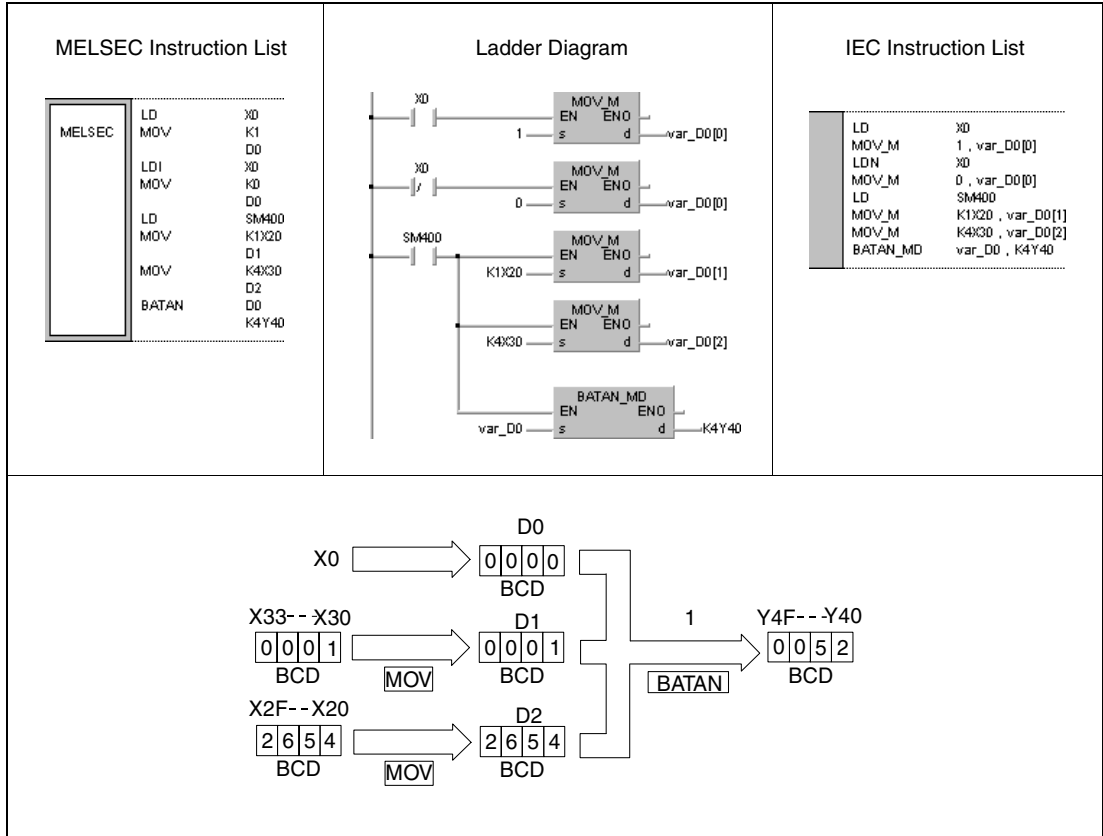 MELSEC Instruction List
MELSEC
LD X0
MOV K1
D0
LDI X0
MOV K0
D0
LD SM400
MOV K1X20
D1
MOV K4X30
D2
BATAN D0
K4Y40
Ladder Diagram
X0
MOV_M
EN ENO
1 s d var_D0[0]
X0
MOV_M
EN ENO
0 s d var_D0[0]
SM400
MOV_M
EN ENO
K1X20 s d var_D0[1]
MOV_M
EN ENO
K4X30 s d var_D0[2]
BATAN_MD
EN ENO
var_D0 s d K4Y40
IEC Instruction List
LD X0
MOV_M 1 , var_D0[0]
LDN X0
MOV_M 0 , var_D0[0]
LD SM400
MOV_M K1X20 , var_D0[1]
MOV_M K4X30 , var_D0[2]
BATAN_MD var_D0 , K4Y40
D0
X0 0 0 0 0
BCD
X33---X30 D1 1 Y4F---Y40
0 0 0 1 0 0 0 1 0 0 5 2
BCD MOV BCD BATAN BCD
X2F--X20 D2
2 6 5 4 2 6 5 4
BCD MOV BCD